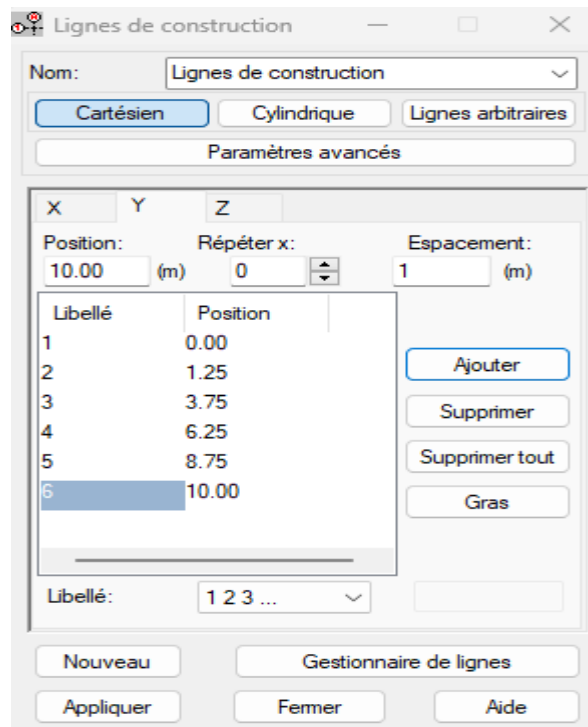 Lignes de construction
Nom: Lignes de construction
Cartésien Cylindrique Lignes arbitraires
Paramètres avancés
X Y Z
Position: Répéter x: Espacement:
10.00 (m) 0 1 (m)
Libellé Position
1 0.00
2 1.25
3 3.75
4 6.25
5 8.75
6 10.00
Ajouter
Supprimer
Supprimer tout
Gras
Libellé: 1 2 3 ...
Nouveau Gestionnaire de lignes
Appliquer Fermer Aide